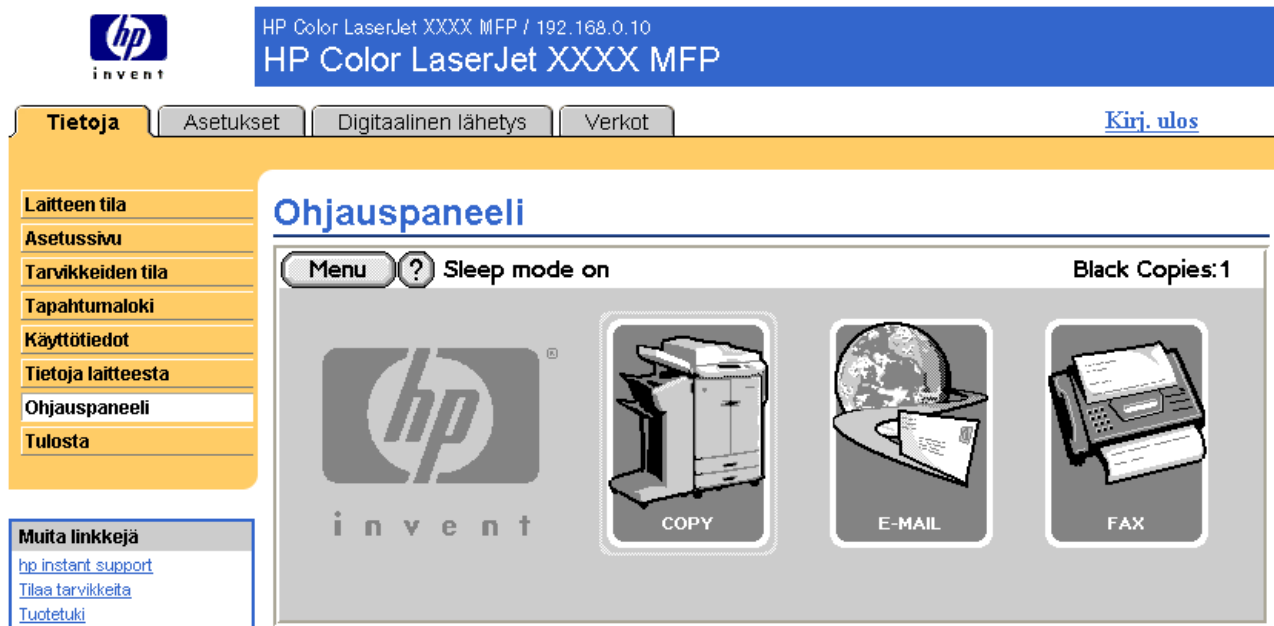 hp
invent
HP Color LaserJet XXXX MFP / 192.168.0.10
HP Color LaserJet XXXX MFP
Tietoja Asetukset Digitaalinen lähetys Verkot Kirj. ulos
Laitteen tila
Asetussivu
Tarvikkeiden tila
Tapahtumaloki
Käyttötiedot
Tietoja laitteesta
Ohjauspaneeli
Tulosta
Muita linkkejä
hp instant support
Tilaa tarvikkeita
Tuotetuki
Ohjauspaneeli
Menu ? Sleep mode on Black Copies:1
hp ®
invent
COPY E-MAIL FAX